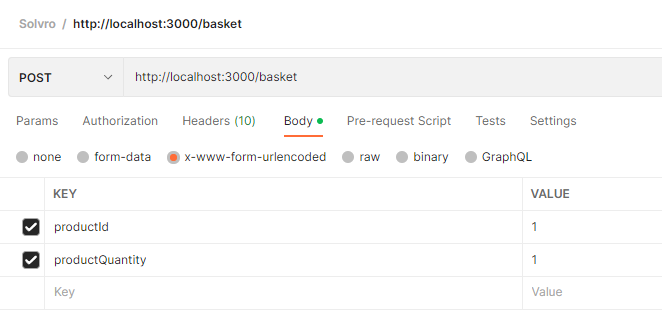 Solvro / http://localhost:3000/basket
POST http://localhost:3000/basket
Params Authorization Headers (10) Body Pre-request Script Tests Settings
none form-data x-www-form-urlencoded raw binary GraphQL
KEY VALUE
productId 1
productQuantity 1
Key Value